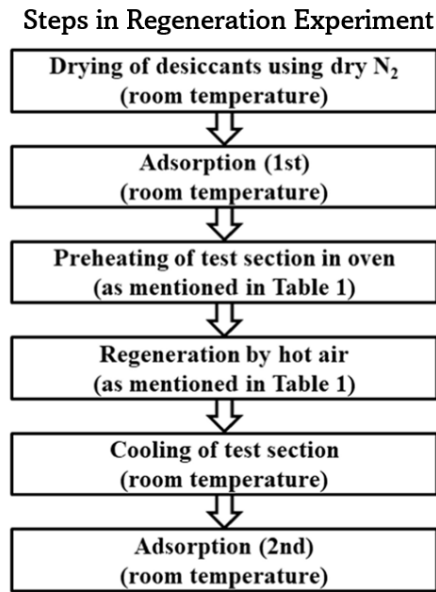 Steps in Regeneration Experiment
Drying of desiccants using dry N₂
(room temperature)
Adsorption (1st)
(room temperature)
Preheating of test section in oven
(as mentioned in Table 1)
Regeneration by hot air
(as mentioned in Table 1)
Cooling of test section
(room temperature)
Adsorption (2nd)
(room temperature)